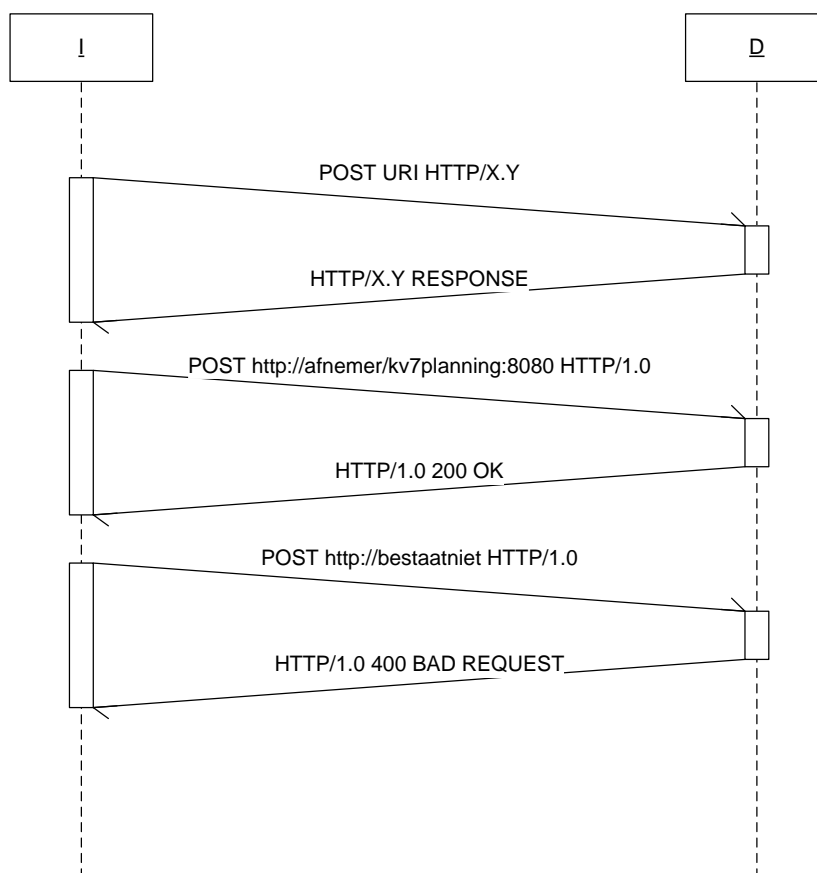 I
D
POST URI HTTP/X.Y
HTTP/X.Y RESPONSE
POST http://afnemer/kv7planning:8080 HTTP/1.0
HTTP/1.0 200 OK
POST http://bestaatniet HTTP/1.0
HTTP/1.0 400 BAD REQUEST